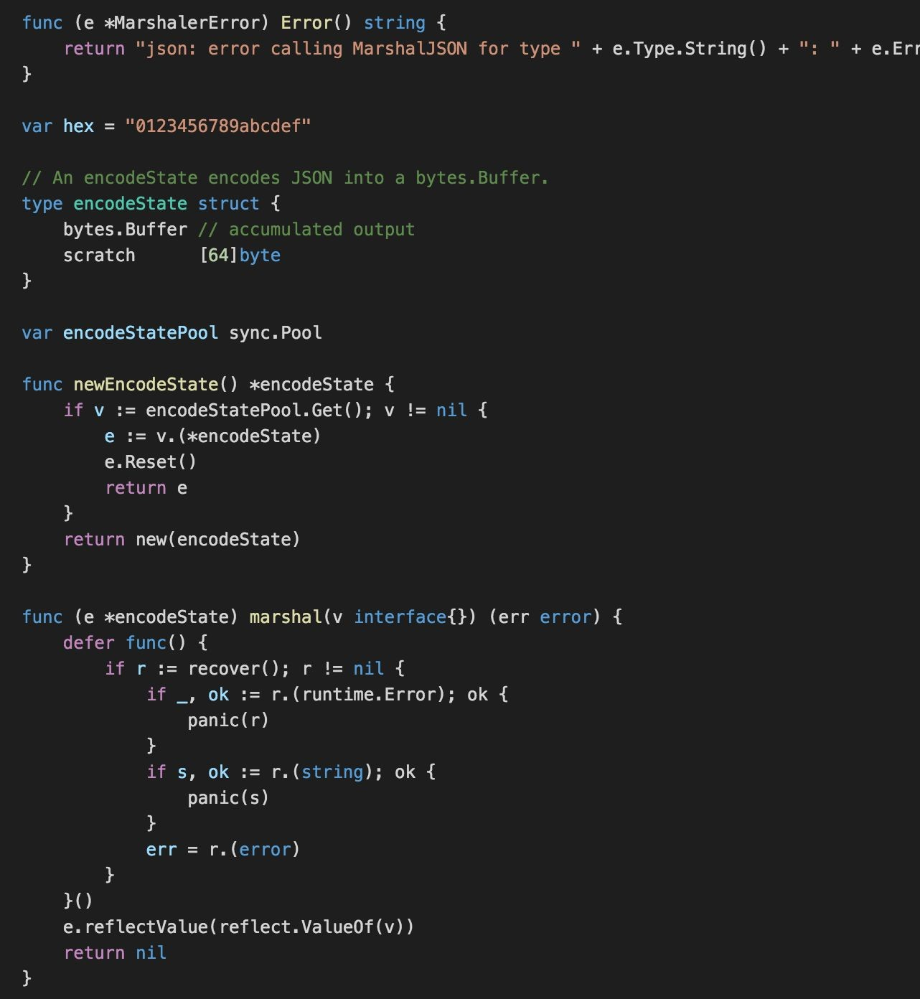 func (e *MarshalerError) Error() string {
    return "json: error calling MarshalJSON for type " + e.Type.String() + ": " + e.Err
}

var hex = "0123456789abcdef"

// An encodeState encodes JSON into a bytes.Buffer.
type encodeState struct {
    bytes.Buffer // accumulated output
    scratch      [64]byte
}

var encodeStatePool sync.Pool

func newEncodeState() *encodeState {
    if v := encodeStatePool.Get(); v != nil {
        e := v.(*encodeState)
        e.Reset()
        return e
    }
    return new(encodeState)
}

func (e *encodeState) marshal(v interface{}) (err error) {
    defer func() {
        if r := recover(); r != nil {
            if _, ok := r.(runtime.Error); ok {
                panic(r)
            }
            if s, ok := r.(string); ok {
                panic(s)
            }
            err = r.(error)
        }
    }()
    e.reflectValue(reflect.ValueOf(v))
    return nil
}